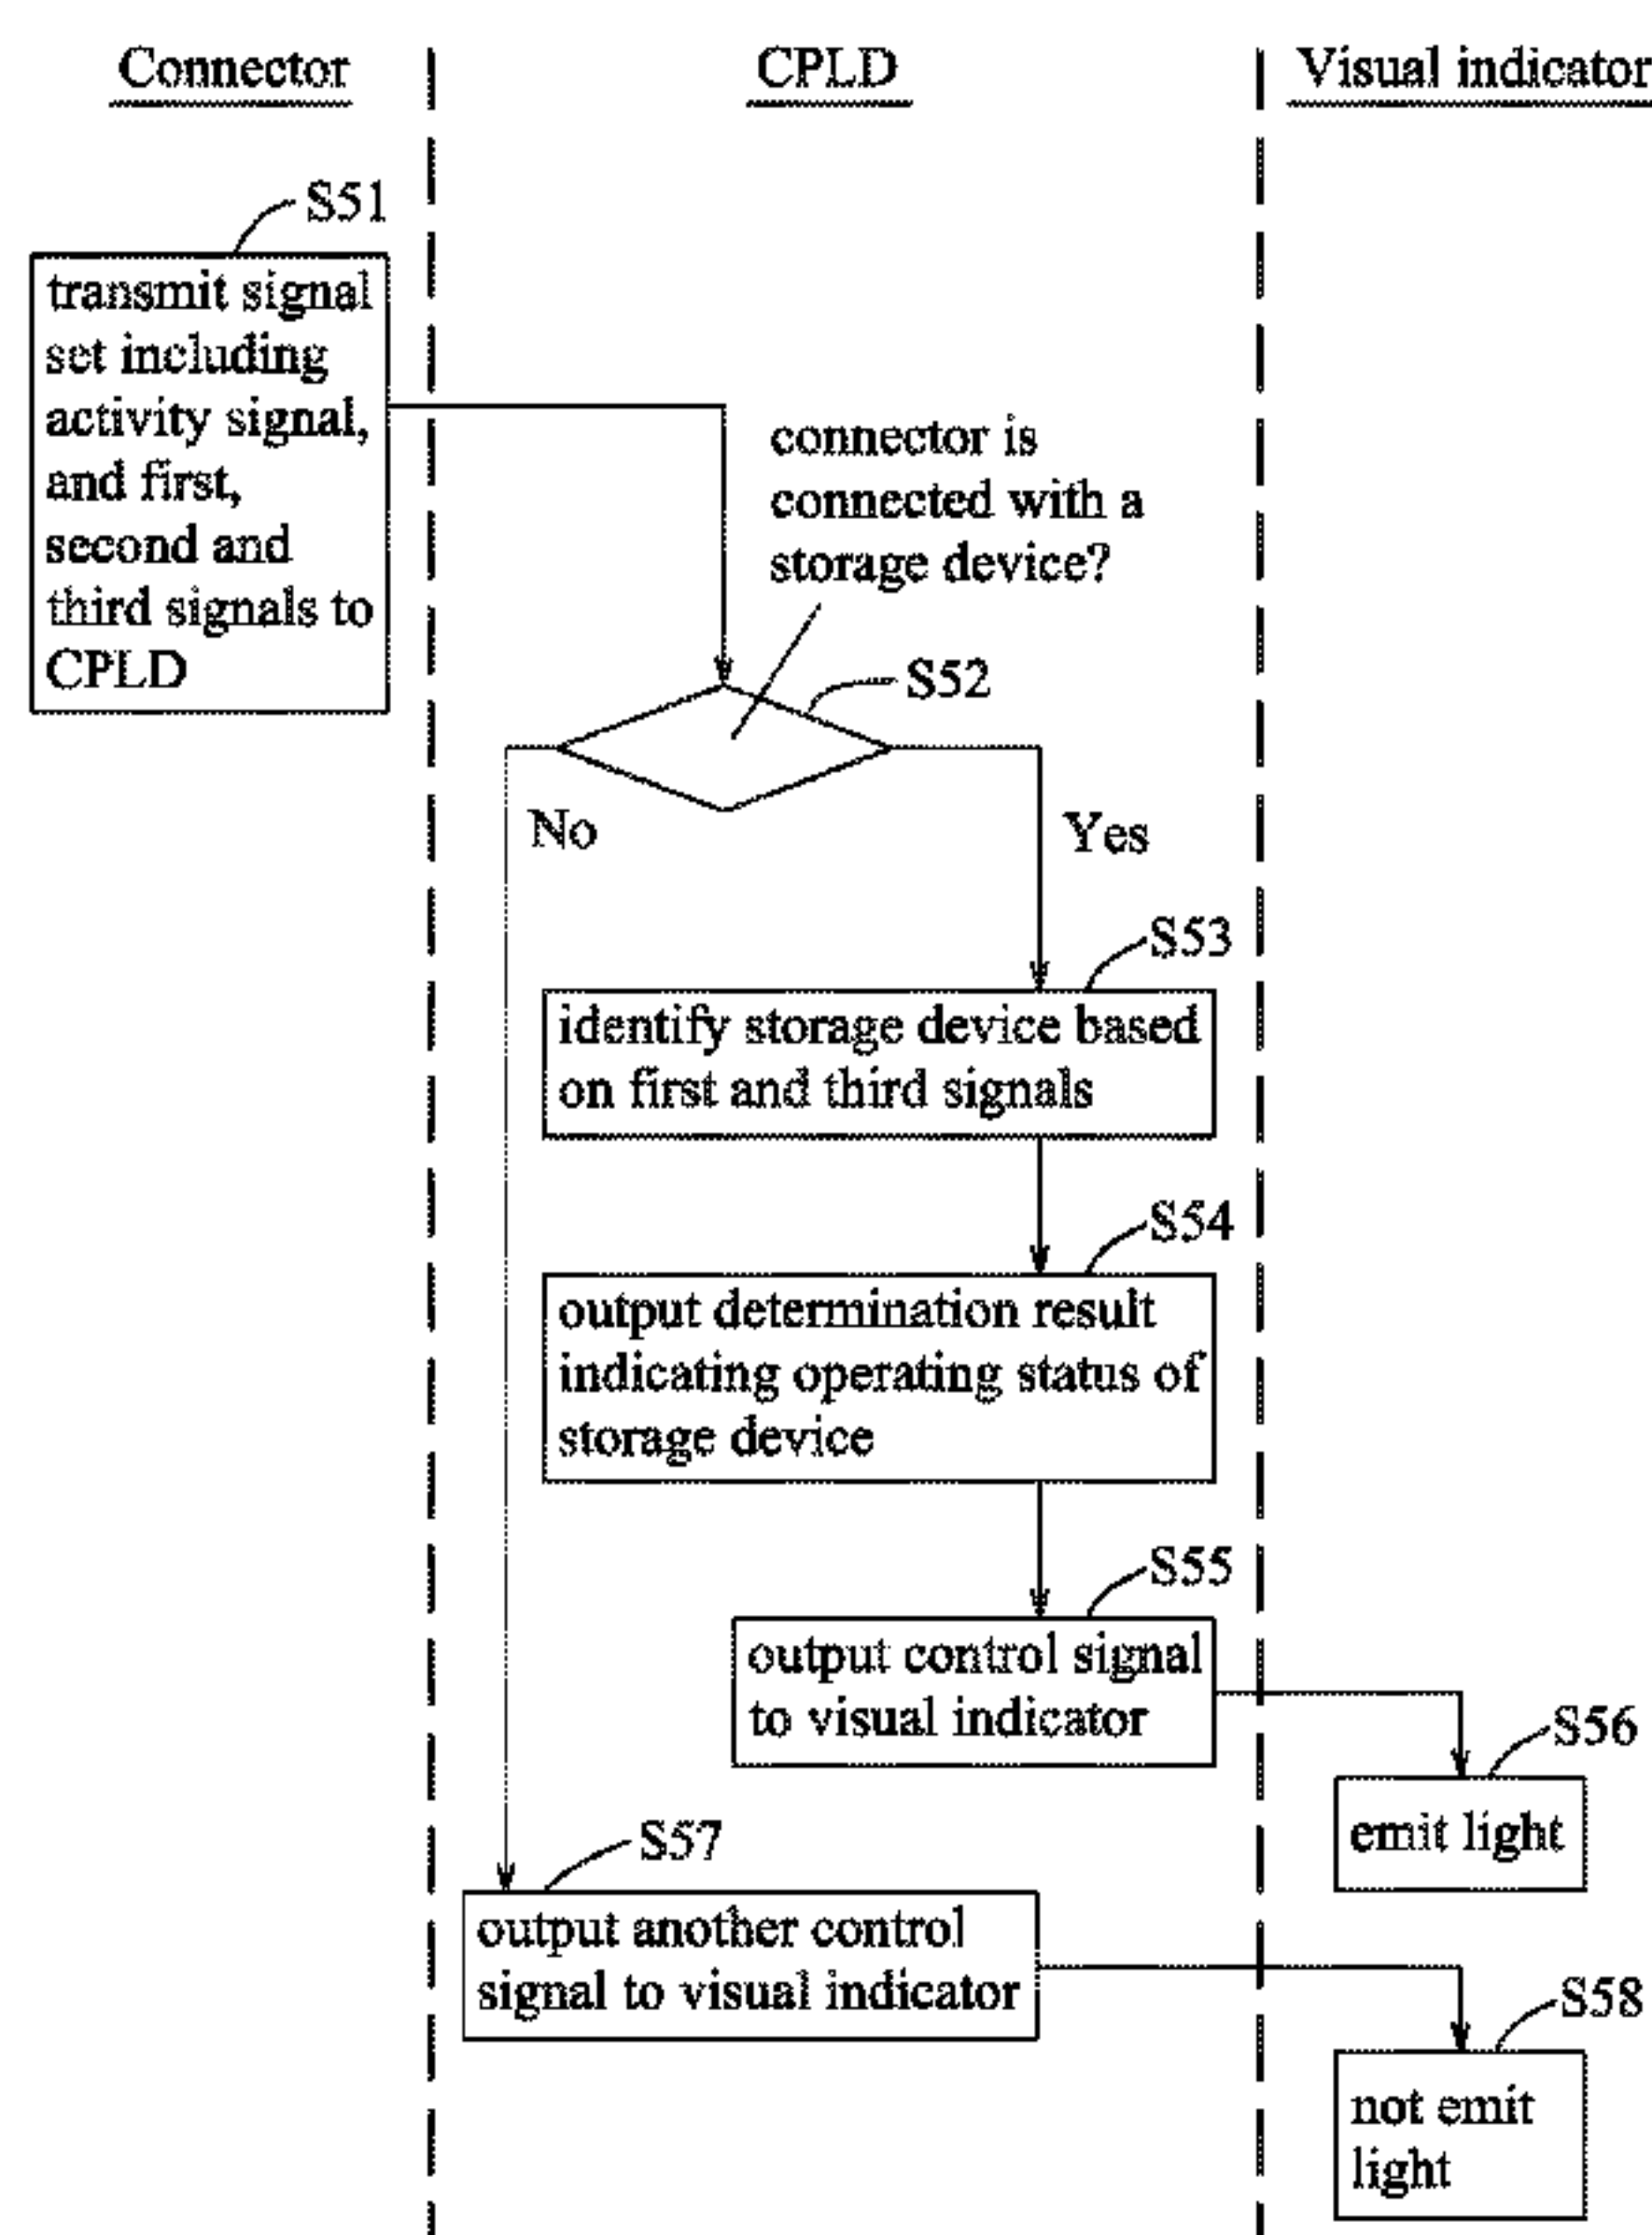 Connector
CPLD
Visual indicator
S51
transmit signal
set including
activity signal,
and first,
second and
third signals to
CPLD
connector is
connected with a
storage device?
S52
No
Yes
S53
identify storage device based
on first and third signals
S54
output determination result
indicating operating status of
storage device
S55
output control signal
to visual indicator
S56
emit light
S57
output another control
signal to visual indicator
S58
not emit
light